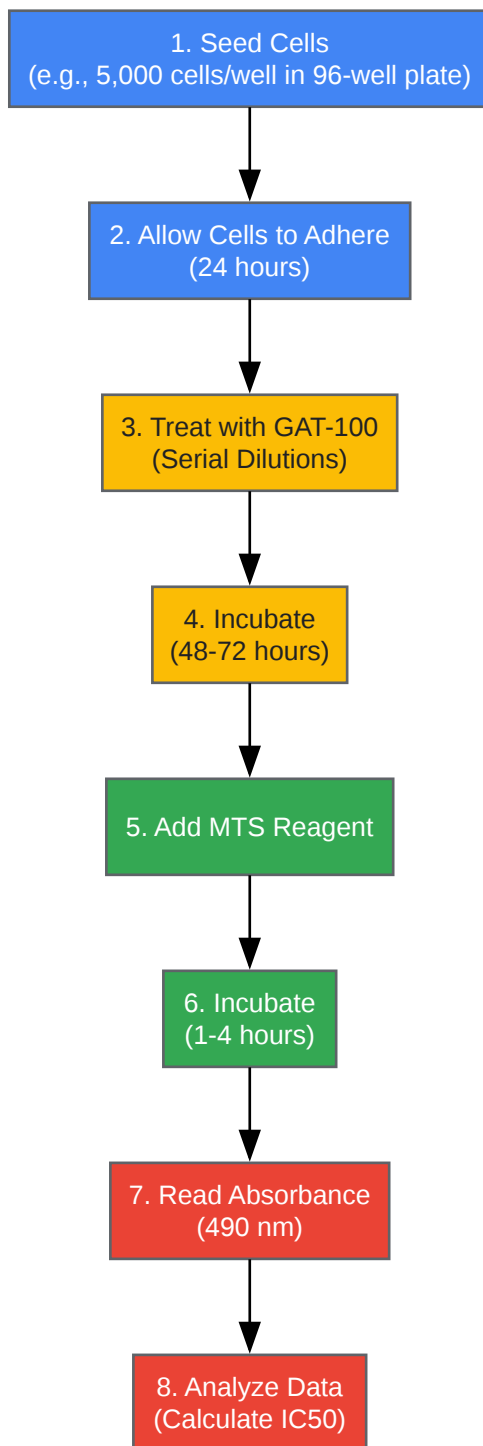 1. Seed Cells
(e.g., 5,000 cells/well in 96-well plate)
2. Allow Cells to Adhere
(24 hours)
3. Treat with GAT-100
(Serial Dilutions)
4. Incubate
(48-72 hours)
5. Add MTS Reagent
6. Incubate
(1-4 hours)
7. Read Absorbance
(490 nm)
8. Analyze Data
(Calculate IC50)